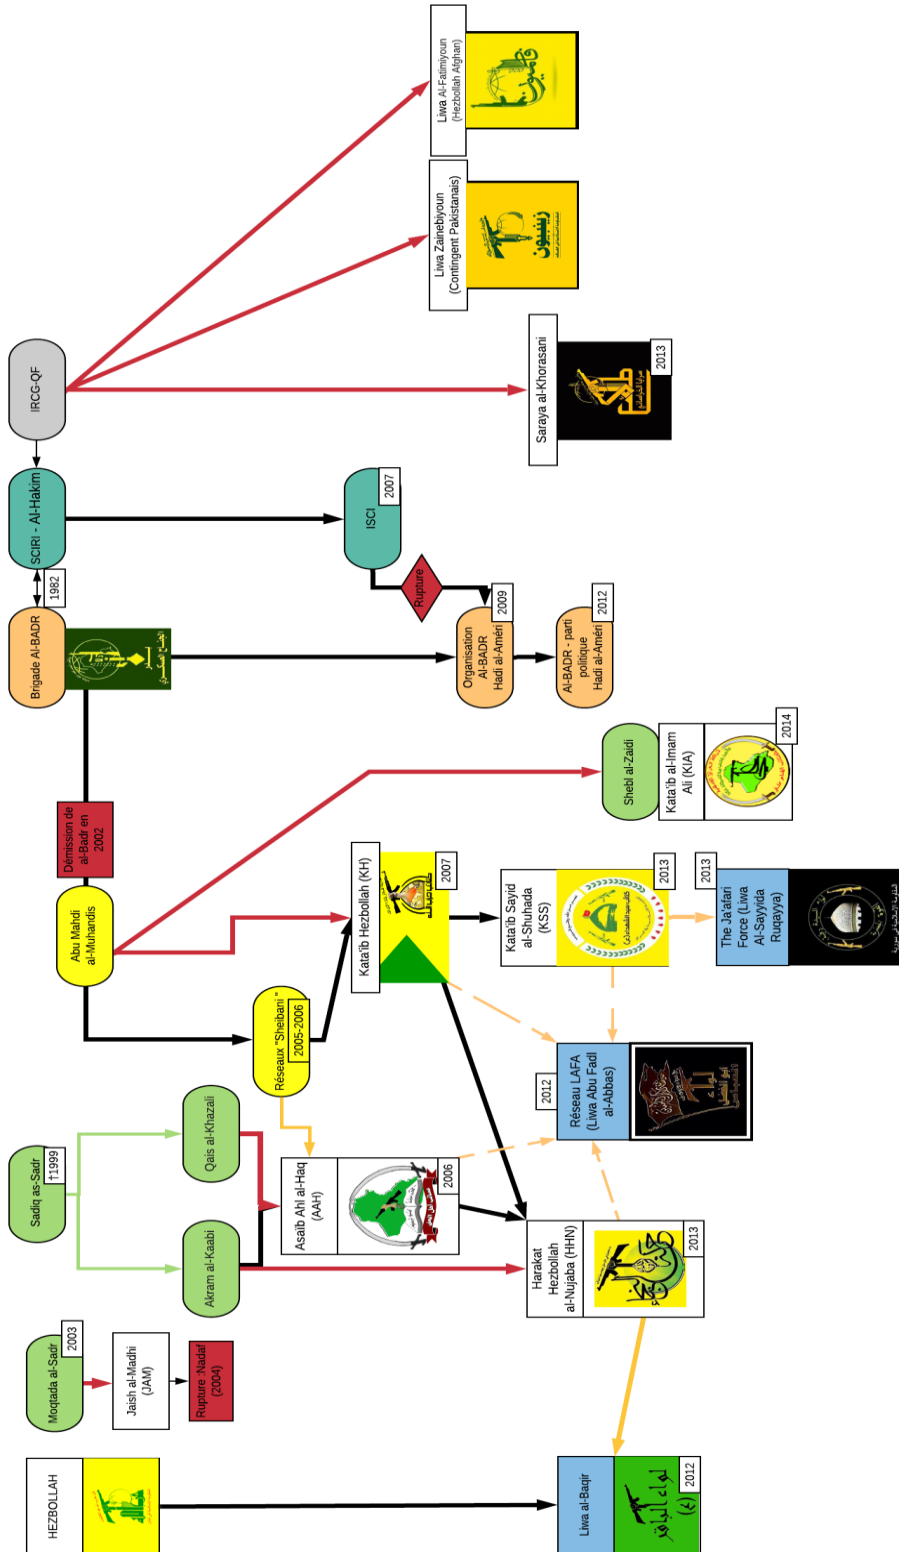 HEZBOLLAH
Moqtada al-Sadr
2003
Jaish al-Madhi
(JAM)
Rupture :Nadaf
(2004)
Sadiq as-Sadr
†1999
Akram al-Kaabi
Qais al-Khazali
Abu Mahdi
al-Muhandis
Démission de
al-Badr en
2002
Brigade Al-BADR
1982
SCIRI - Al-Hakim
IRCG-QF
Réseaux "Sheibani"
2005-2006
Asaïb Ahl al-Haq
(AAH)
2006
Kata'ib Hezbollah (KH)
2007
ISCI
2007
Rupture
Organisation
Al-BADR
Hadi al-Améri
2009
Al-BADR - parti
politique
Hadi al-Améri
2012
Liwa Zainebiyoun
(Contingent Pakistanais)
زينبيون
Liwa Al-Fatimiyoun
(Hezbollah Afghan)
Saraya al-Khorasani
سرايا الخراساني
2013
Kata'ib Sayid
al-Shuhada
(KSS)
2013
Shebl al-Zaidi
Kata'ib al-Imam
Ali (KIA)
2014
Harakat
Hezbollah
al-Nujaba (HHN)
2013
2012
Réseau LAFA
(Liwa Abu Fadl
al-Abbas)
2013
The Ja'afari
Force (Liwa
Al-Sayyida
Ruqayya)
Liwa al-Baqir
لواء الباقر
(ع)
2012